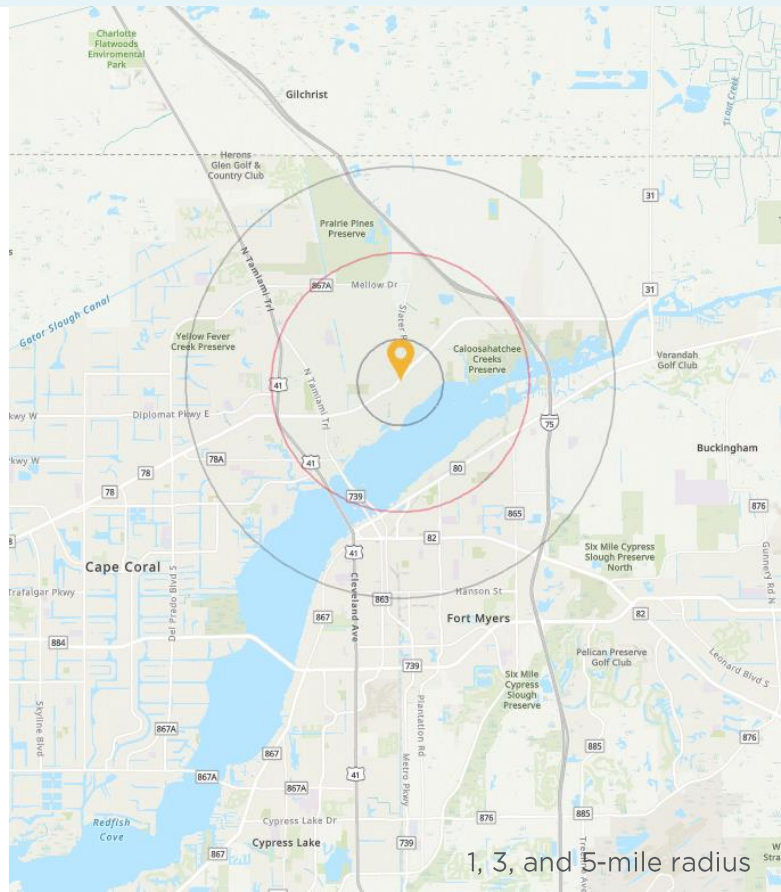 Charlotte
Flatwoods
Enviromental
Park
Gilchrist
Trout Creek
Herons
Glen Golf &
Country Club
31
Prairie Pines
Preserve
N Tamiami Trl
867A
Mellow Dr
31
Gator Slough Canal
Slater R
Yellow Fever
Creek Preserve
Caloosahatchee
Creeks
Preserve
Verandah
Golf Club
41
N Tamiami Trl
kwy W
Diplomat Pkwy E
75
Pkwy W
78A
41
80
Buckingham
78
78
739
865
876
8
41
82
Six Mile Cypress
Slough Preserve
North
Cape Coral
Del Prado Blvd S
Cleveland Ave
Hanson St
Gunnery Rd N
Trafalgar Pkwy
863
867
Fort Myers
82
884
739
Pelican Preserve
Golf Club
Leonard Blvd S
Six Mile
Cypress
Slough
Preserve
Skyline Blvd
867A
Plantation Rd
876
867
885
867A
867A
41
Metro Pkwy
Redfish
Cove
Cypress Lake Dr
876
885
Cypress Lake
739
867
1, 3, and 5-mile radius